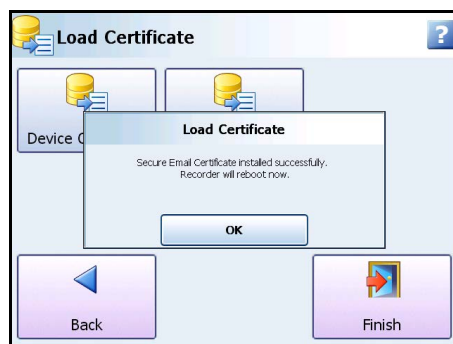 Load Certificate
?
Device
Load Certificate
Secure Email Certificate installed successfully.
Recorder will reboot now.
OK
Back
Finish